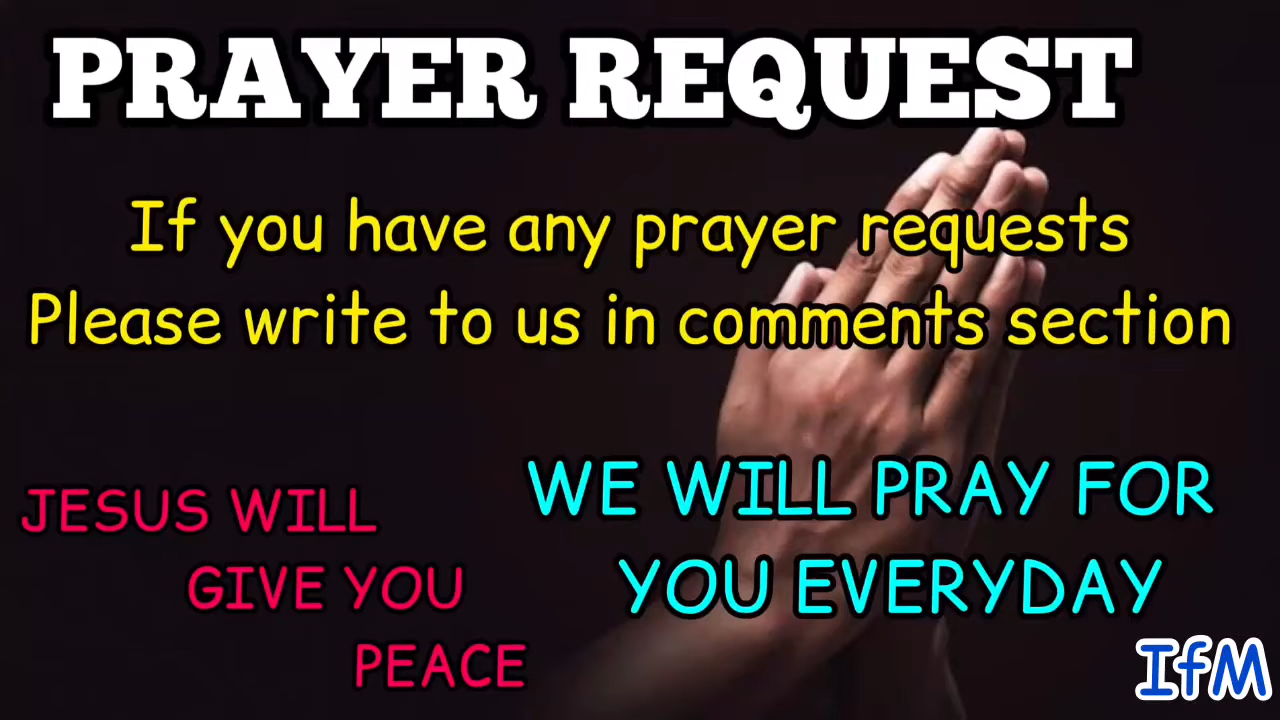 PRAYER REQUEST
If you have any prayer requests
Please write to us in comments section
JESUS WILL
GIVE YOU
PEACE
WE WILL PRAY FOR
YOU EVERYDAY
IfM